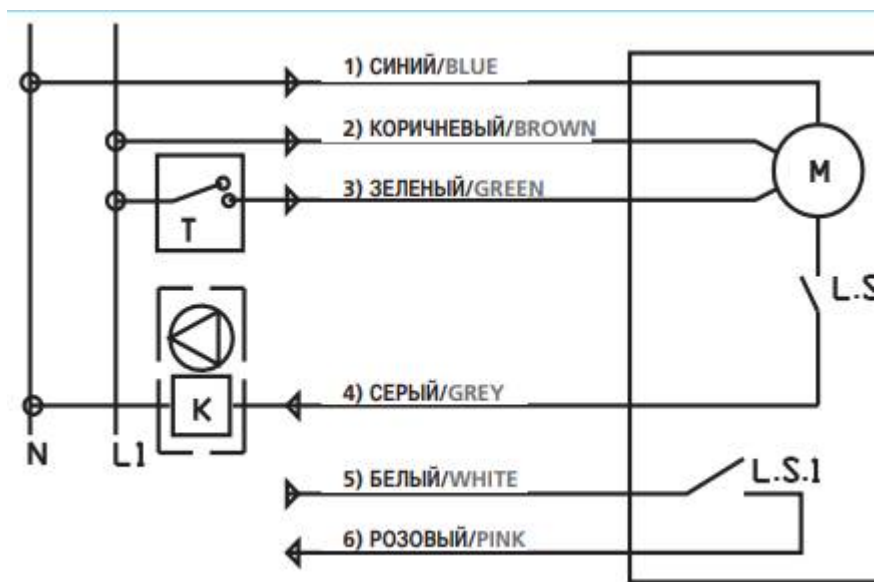 1) СИНИЙ/BLUE
2) КОРИЧНЕВЫЙ/BROWN
M
3) ЗЕЛЕНЫЙ/GREEN
T
L.S
4) СЕРЫЙ/GREY
K
N
L1
L.S.1
5) БЕЛЫЙ/WHITE
6) РОЗОВЫЙ/PINK